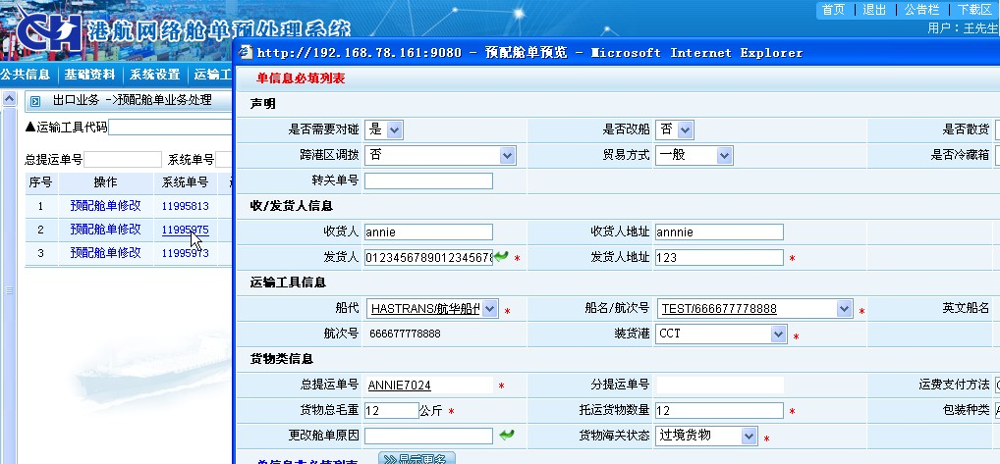 首页 | 退出 | 公告栏 | 下载区
用户：王先生
CH 港航网络舱单预处理系统
公共信息 基础资料 系统设置 运输工
出口业务 ->预配舱单业务处理
▲运输工具代码
总提运单号 系统单号
序号 操作 系统单号
1 预配舱单修改 11995813
2 预配舱单修改 11995975
3 预配舱单修改 11995973
http://192.168.78.161:9080 - 预配舱单预览 - Microsoft Internet Explorer
单信息必填列表
声明
是否需要对碰 是 是否改船 否 是否散货
跨港区调拨 否 贸易方式 一般 是否冷藏箱
转关单号
收/发货人信息
收货人 annie 收货人地址 annnie
发货人 012345678901234567 * 发货人地址 123 *
运输工具信息
船代 HASTRANS/航华船代 * 船名/航次号 TEST/666677778888 * 英文船名
航次号 666677778888 装货港 CCT *
货物类信息
总提运单号 ANNIE7024 * 分提运单号 运费支付方法
货物总毛重 12 公斤 * 托运货物数量 12 * 包装种类
更改舱单原因 货物海关状态 过境货物 *
单信息非必填列表 显示更多